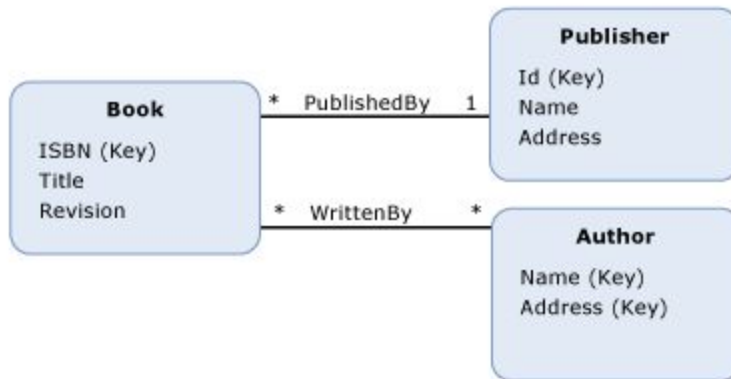 Publisher
Id (Key)
Name
Address
Book
ISBN (Key)
Title
Revision
* PublishedBy 1
* WrittenBy *
Author
Name (Key)
Address (Key)